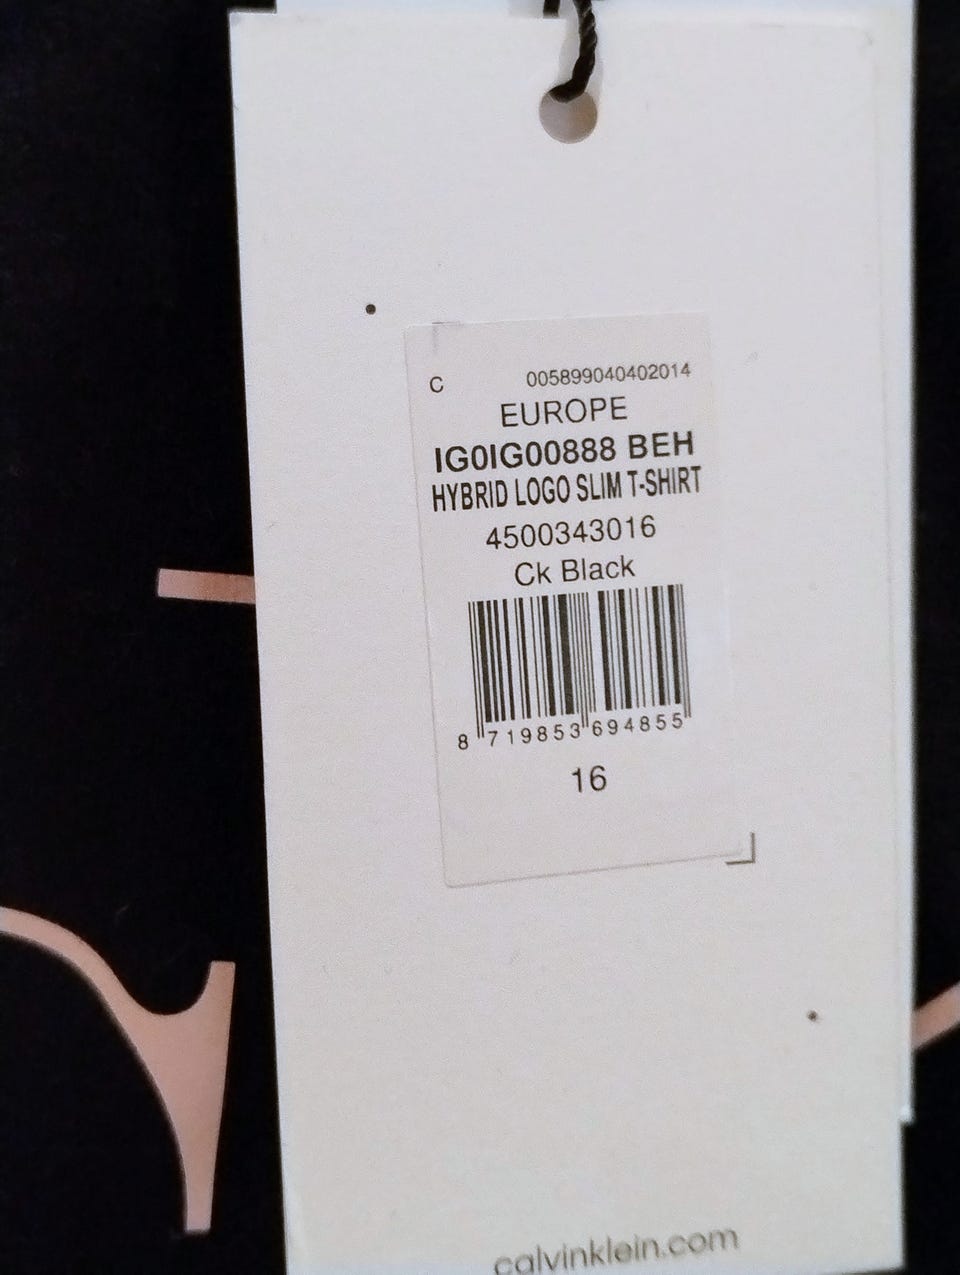 C 005899040402014
EUROPE
IG0IG00888 BEH
HYBRID LOGO SLIM T-SHIRT
4500343016
Ck Black
8 719853 694855
16
calvinklein.com